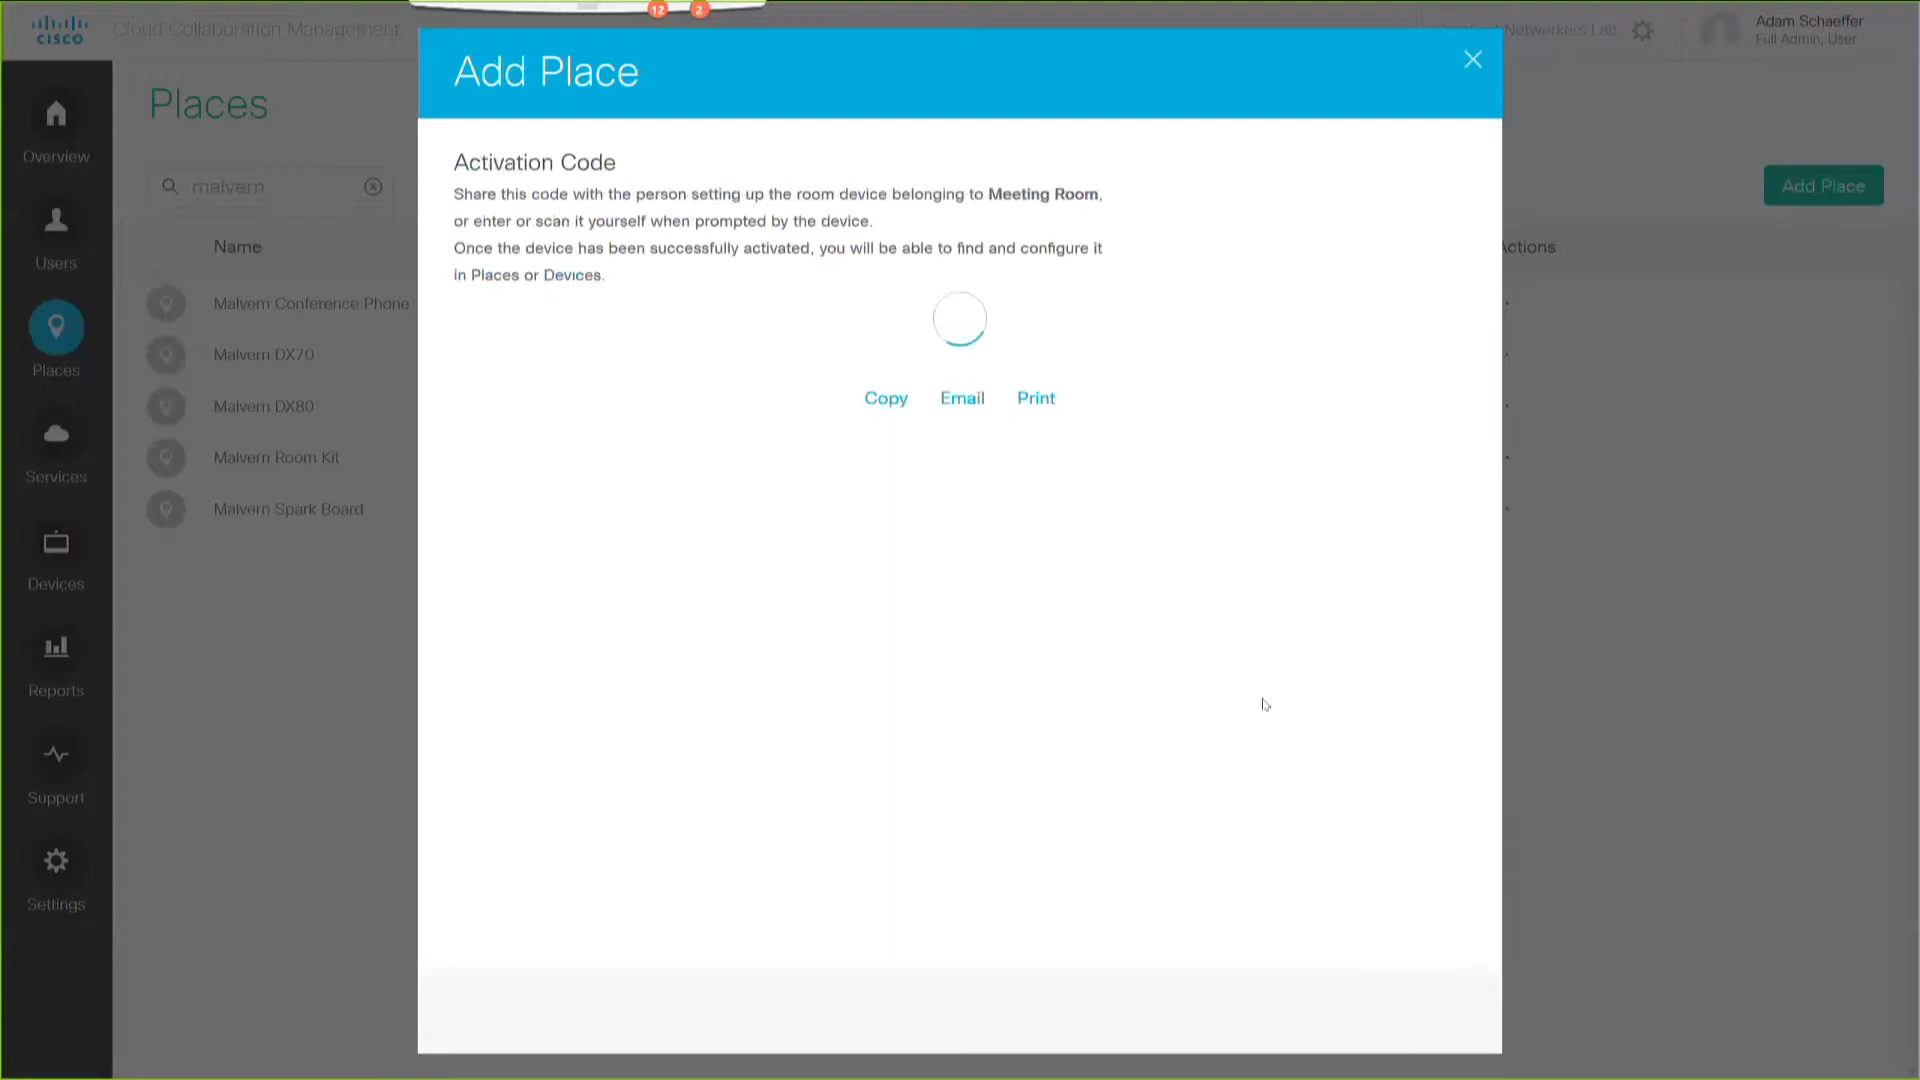 12 2
CISCO
Cloud Collaboration Management
Networkers Lab
Adam Schaeffer
Full Admin, User
Add Place
Places
Overview
Users
Places
Services
Devices
Reports
Support
Settings
malvern
Add Place
Name
Actions
Malvern Conference Phone
Malvern DX70
Malvern DX80
Malvern Room Kit
Malvern Spark Board
Activation Code
Share this code with the person setting up the room device belonging to Meeting Room,
or enter or scan it yourself when prompted by the device.
Once the device has been successfully activated, you will be able to find and configure it
in Places or Devices.
Copy Email Print